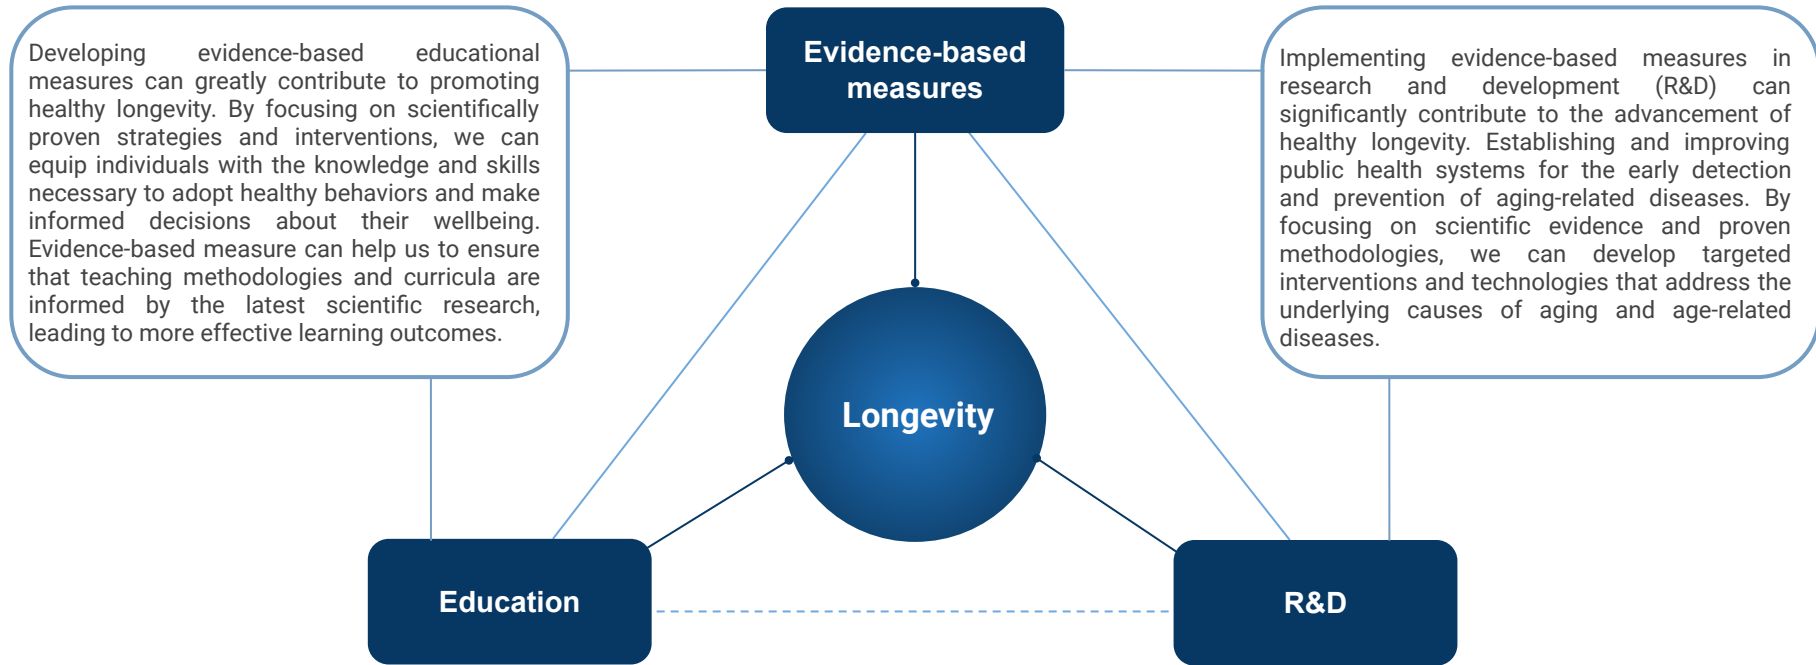 Developing evidence-based educational
measures can greatly contribute to promoting
healthy longevity. By focusing on scientifically
proven strategies and interventions, we can
equip individuals with the knowledge and skills
necessary to adopt healthy behaviors and make
informed decisions about their wellbeing.
Evidence-based measure can help us to ensure
that teaching methodologies and curricula are
informed by the latest scientific research,
leading to more effective learning outcomes.
Evidence-based
measures
Implementing evidence-based measures in
research and development (R&D) can
significantly contribute to the advancement of
healthy longevity. Establishing and improving
public health systems for the early detection
and prevention of aging-related diseases. By
focusing on scientific evidence and proven
methodologies, we can develop targeted
interventions and technologies that address the
underlying causes of aging and age-related
diseases.
Longevity
Education
R&D